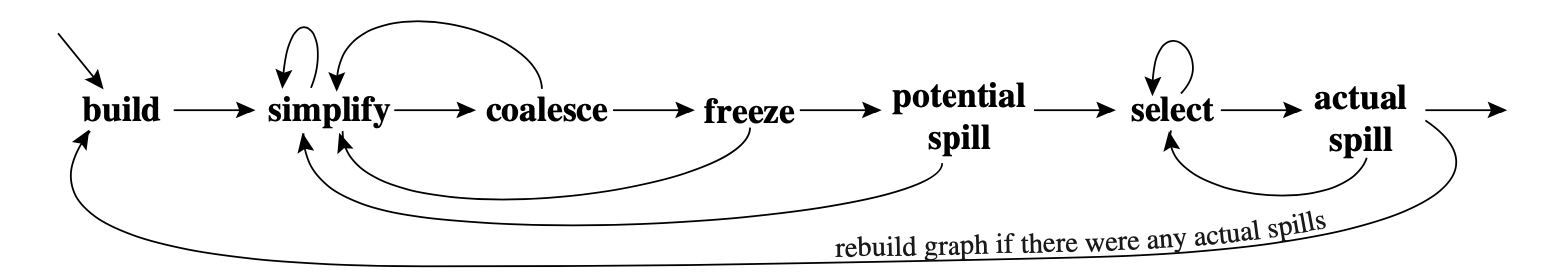 build
simplify
coalesce
freeze
potential
spill
select
actual
spill
rebuild graph if there were any actual spills